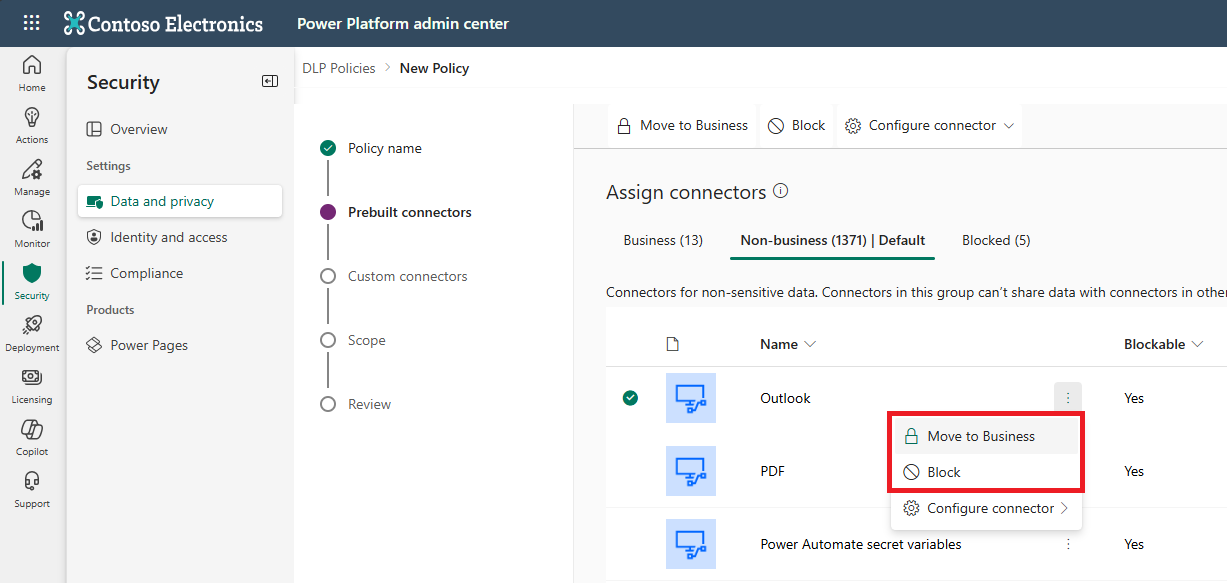 Contoso Electronics
Power Platform admin center
Home
Actions
Manage
Monitor
Security
Deployment
Licensing
Copilot
Support
Security
Overview
Settings
Data and privacy
Identity and access
Compliance
Products
Power Pages
DLP Policies > New Policy
Policy name
Prebuilt connectors
Custom connectors
Scope
Review
Move to Business Block Configure connector
Assign connectors
Business (13) Non-business (1371) | Default Blocked (5)
Connectors for non-sensitive data. Connectors in this group can’t share data with connectors in other
Name Blockable
Outlook Yes
Move to Business
PDF Yes
Block
Configure connector
Power Automate secret variables Yes